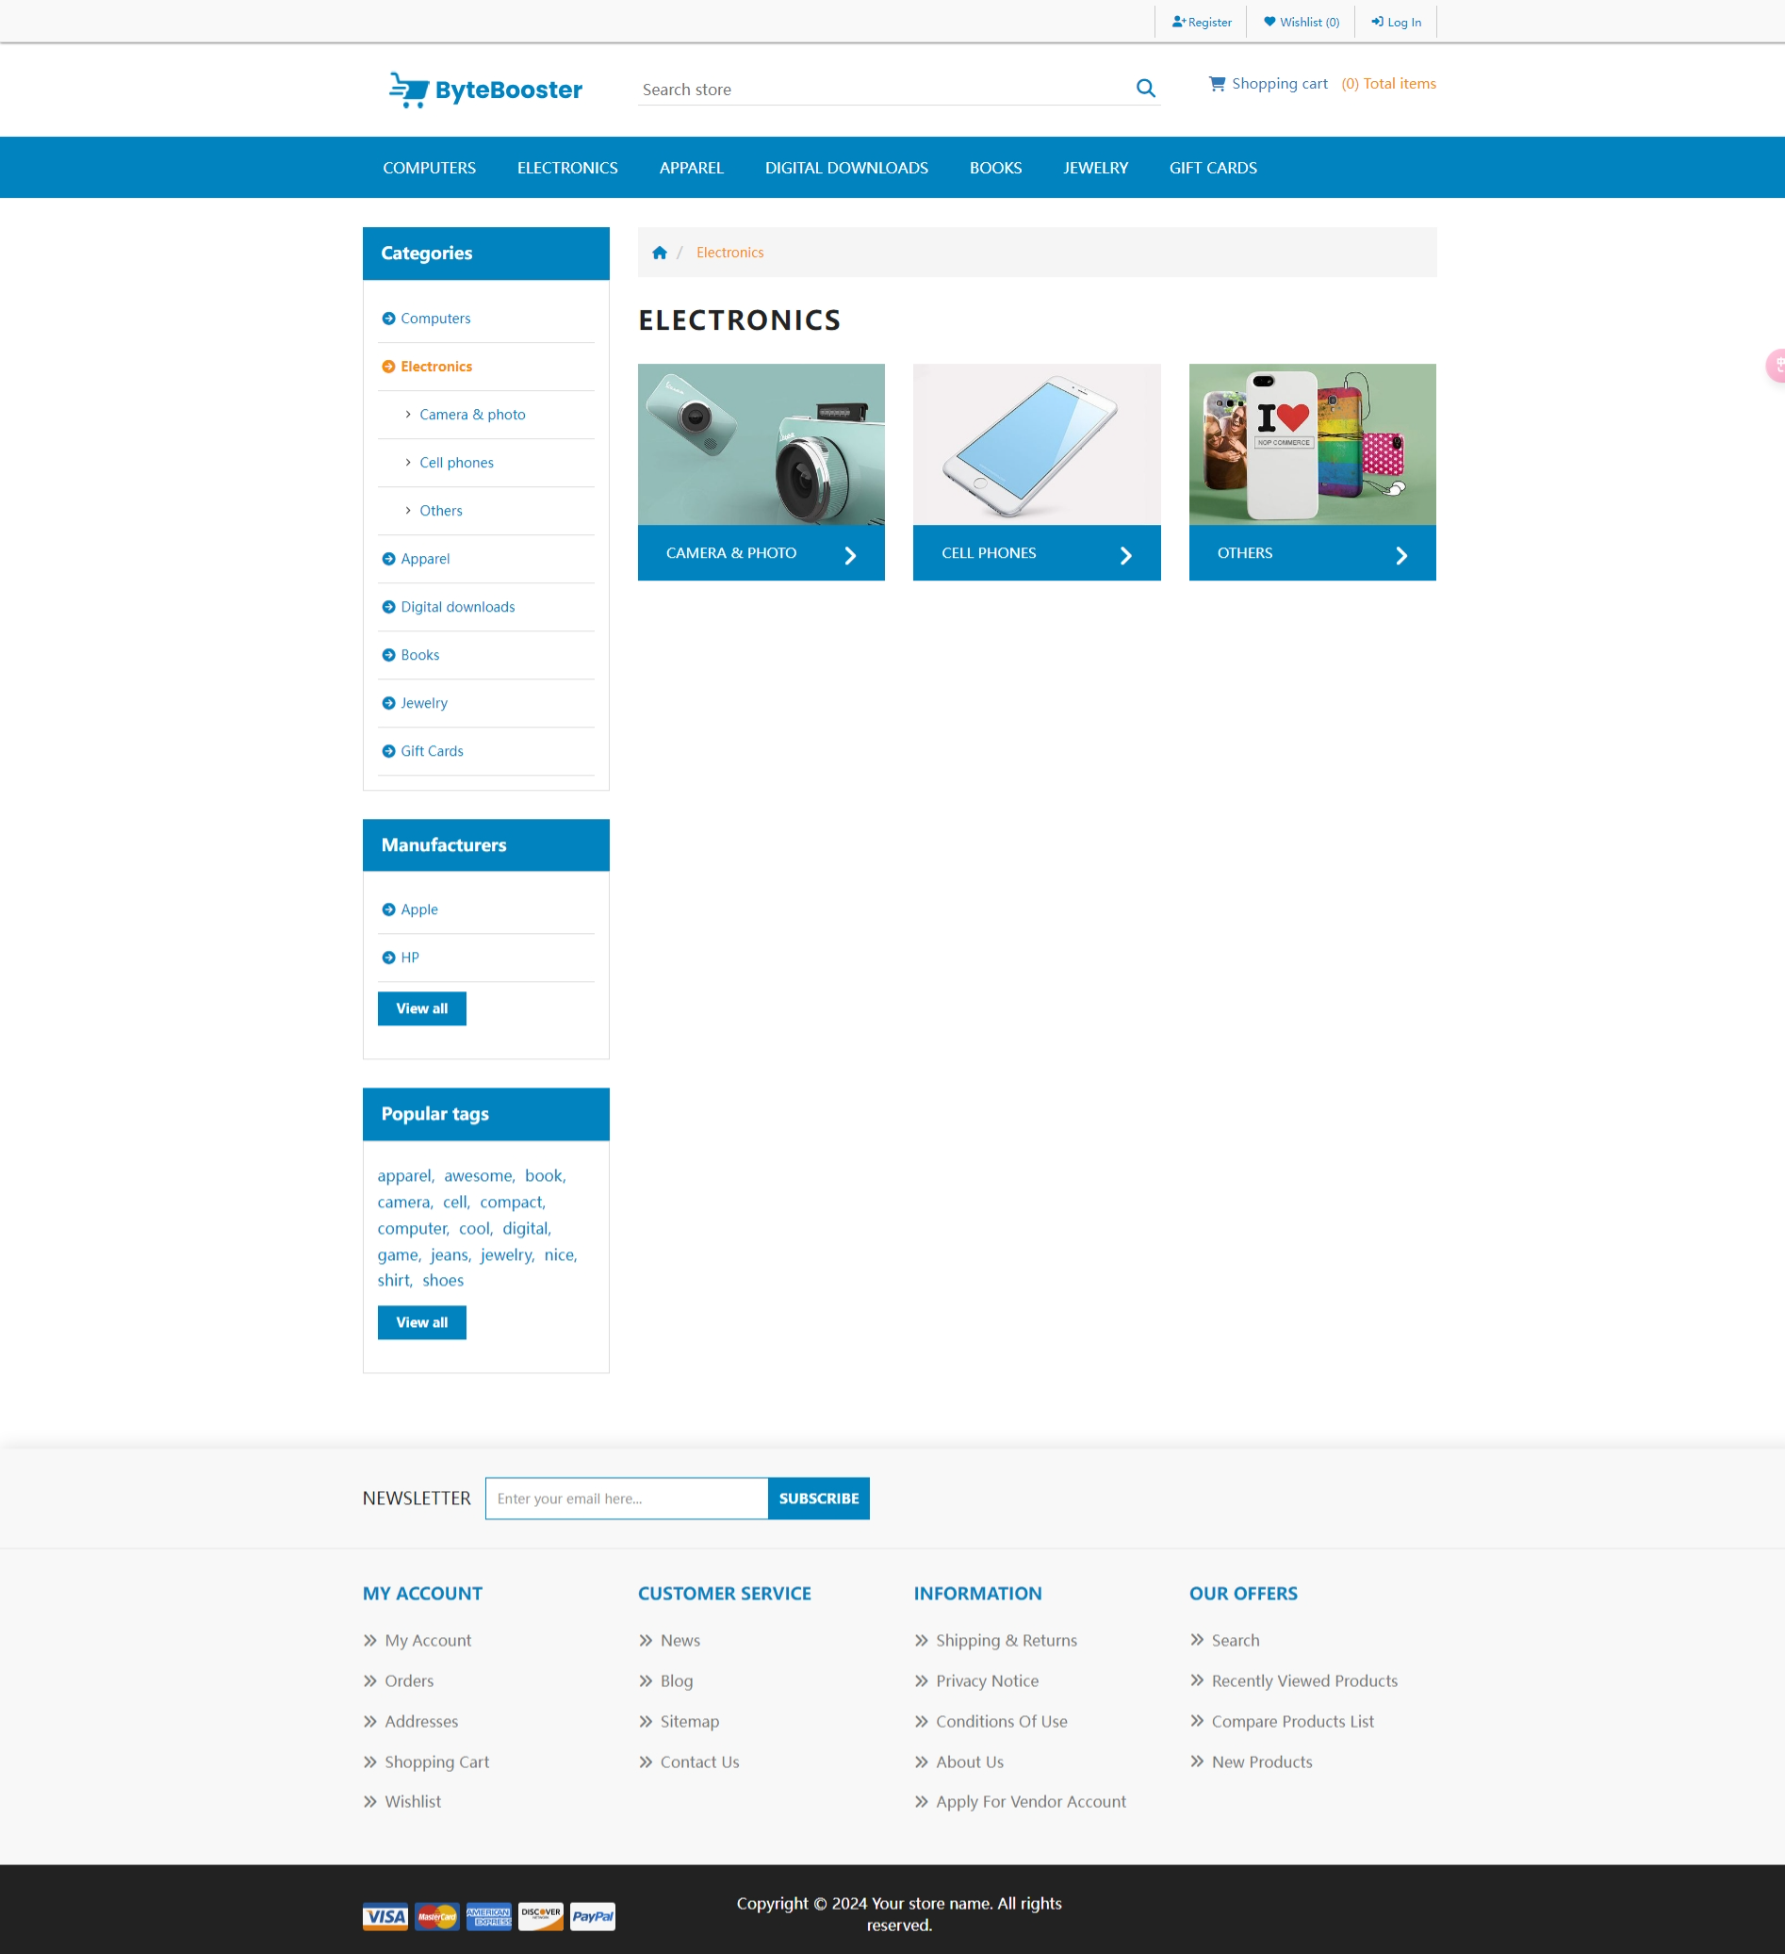 Register
Wishlist (0)
Log In
ByteBooster
Search store
Shopping cart (0) Total items
COMPUTERS
ELECTRONICS
APPAREL
DIGITAL DOWNLOADS
BOOKS
JEWELRY
GIFT CARDS
Categories
Computers
Electronics
Camera & photo
Cell phones
Others
Apparel
Digital downloads
Books
Jewelry
Gift Cards
Manufacturers
Apple
HP
View all
Popular tags
apparel, awesome, book,
camera, cell, compact,
computer, cool, digital,
game, jeans, jewelry, nice,
shirt, shoes
View all
/ Electronics
ELECTRONICS
I
NOP COMMERCE
CAMERA & PHOTO
CELL PHONES
OTHERS
NEWSLETTER
Enter your email here...
SUBSCRIBE
MY ACCOUNT
My Account
Orders
Addresses
Shopping Cart
Wishlist
CUSTOMER SERVICE
News
Blog
Sitemap
Contact Us
INFORMATION
Shipping & Returns
Privacy Notice
Conditions Of Use
About Us
Apply For Vendor Account
OUR OFFERS
Search
Recently Viewed Products
Compare Products List
New Products
VISA
MasterCard
AMERICAN
EXPRESS
DISCOVER
PayPal
Copyright © 2024 Your store name. All rights
reserved.